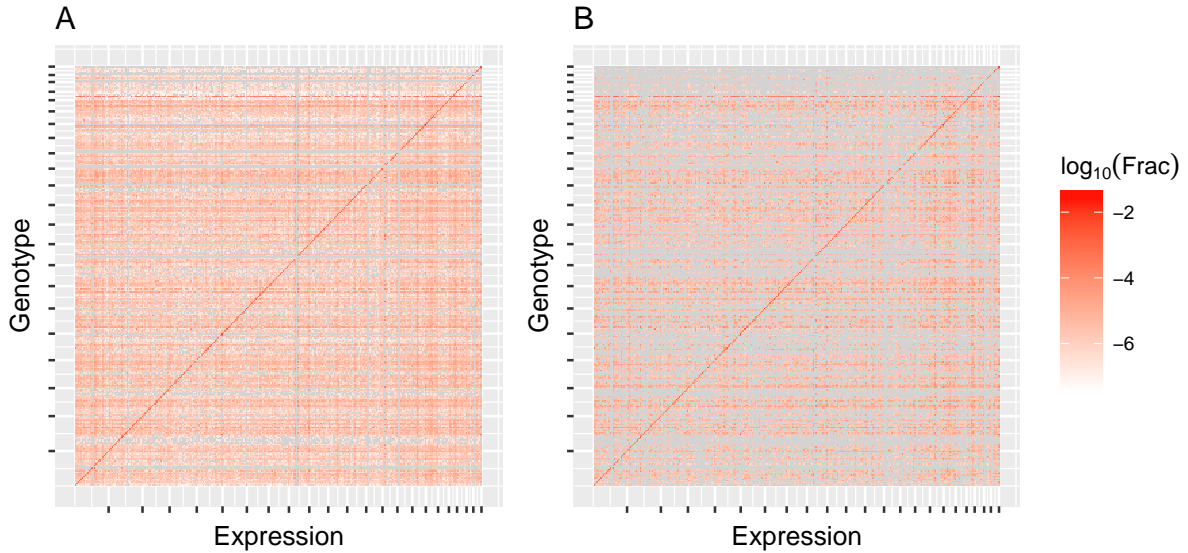 A
B
Genotype
Expression
Genotype
Expression
log₁₀(Frac)
−2
−4
−6